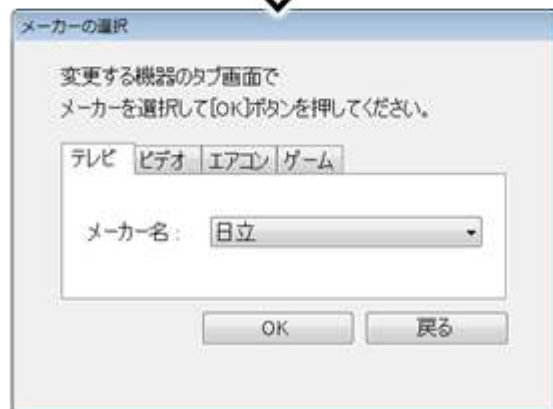 メーカーの選択
変更する機器のタブ画面で
メーカーを選択して[OK]ボタンを押してください。
テレビ ビデオ エアコン ゲーム
メーカー名: 日立
OK 戻る